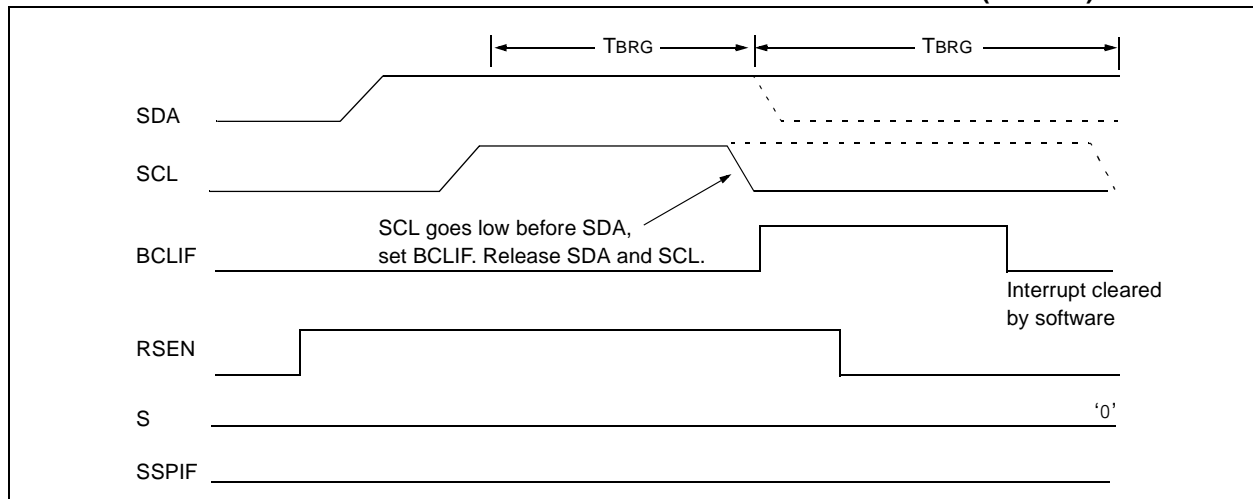 TBRG TBRG
SDA
SCL
SCL goes low before SDA,
set BCLIF. Release SDA and SCL.
BCLIF
Interrupt cleared
by software
RSEN
S ‘0’
SSPIF